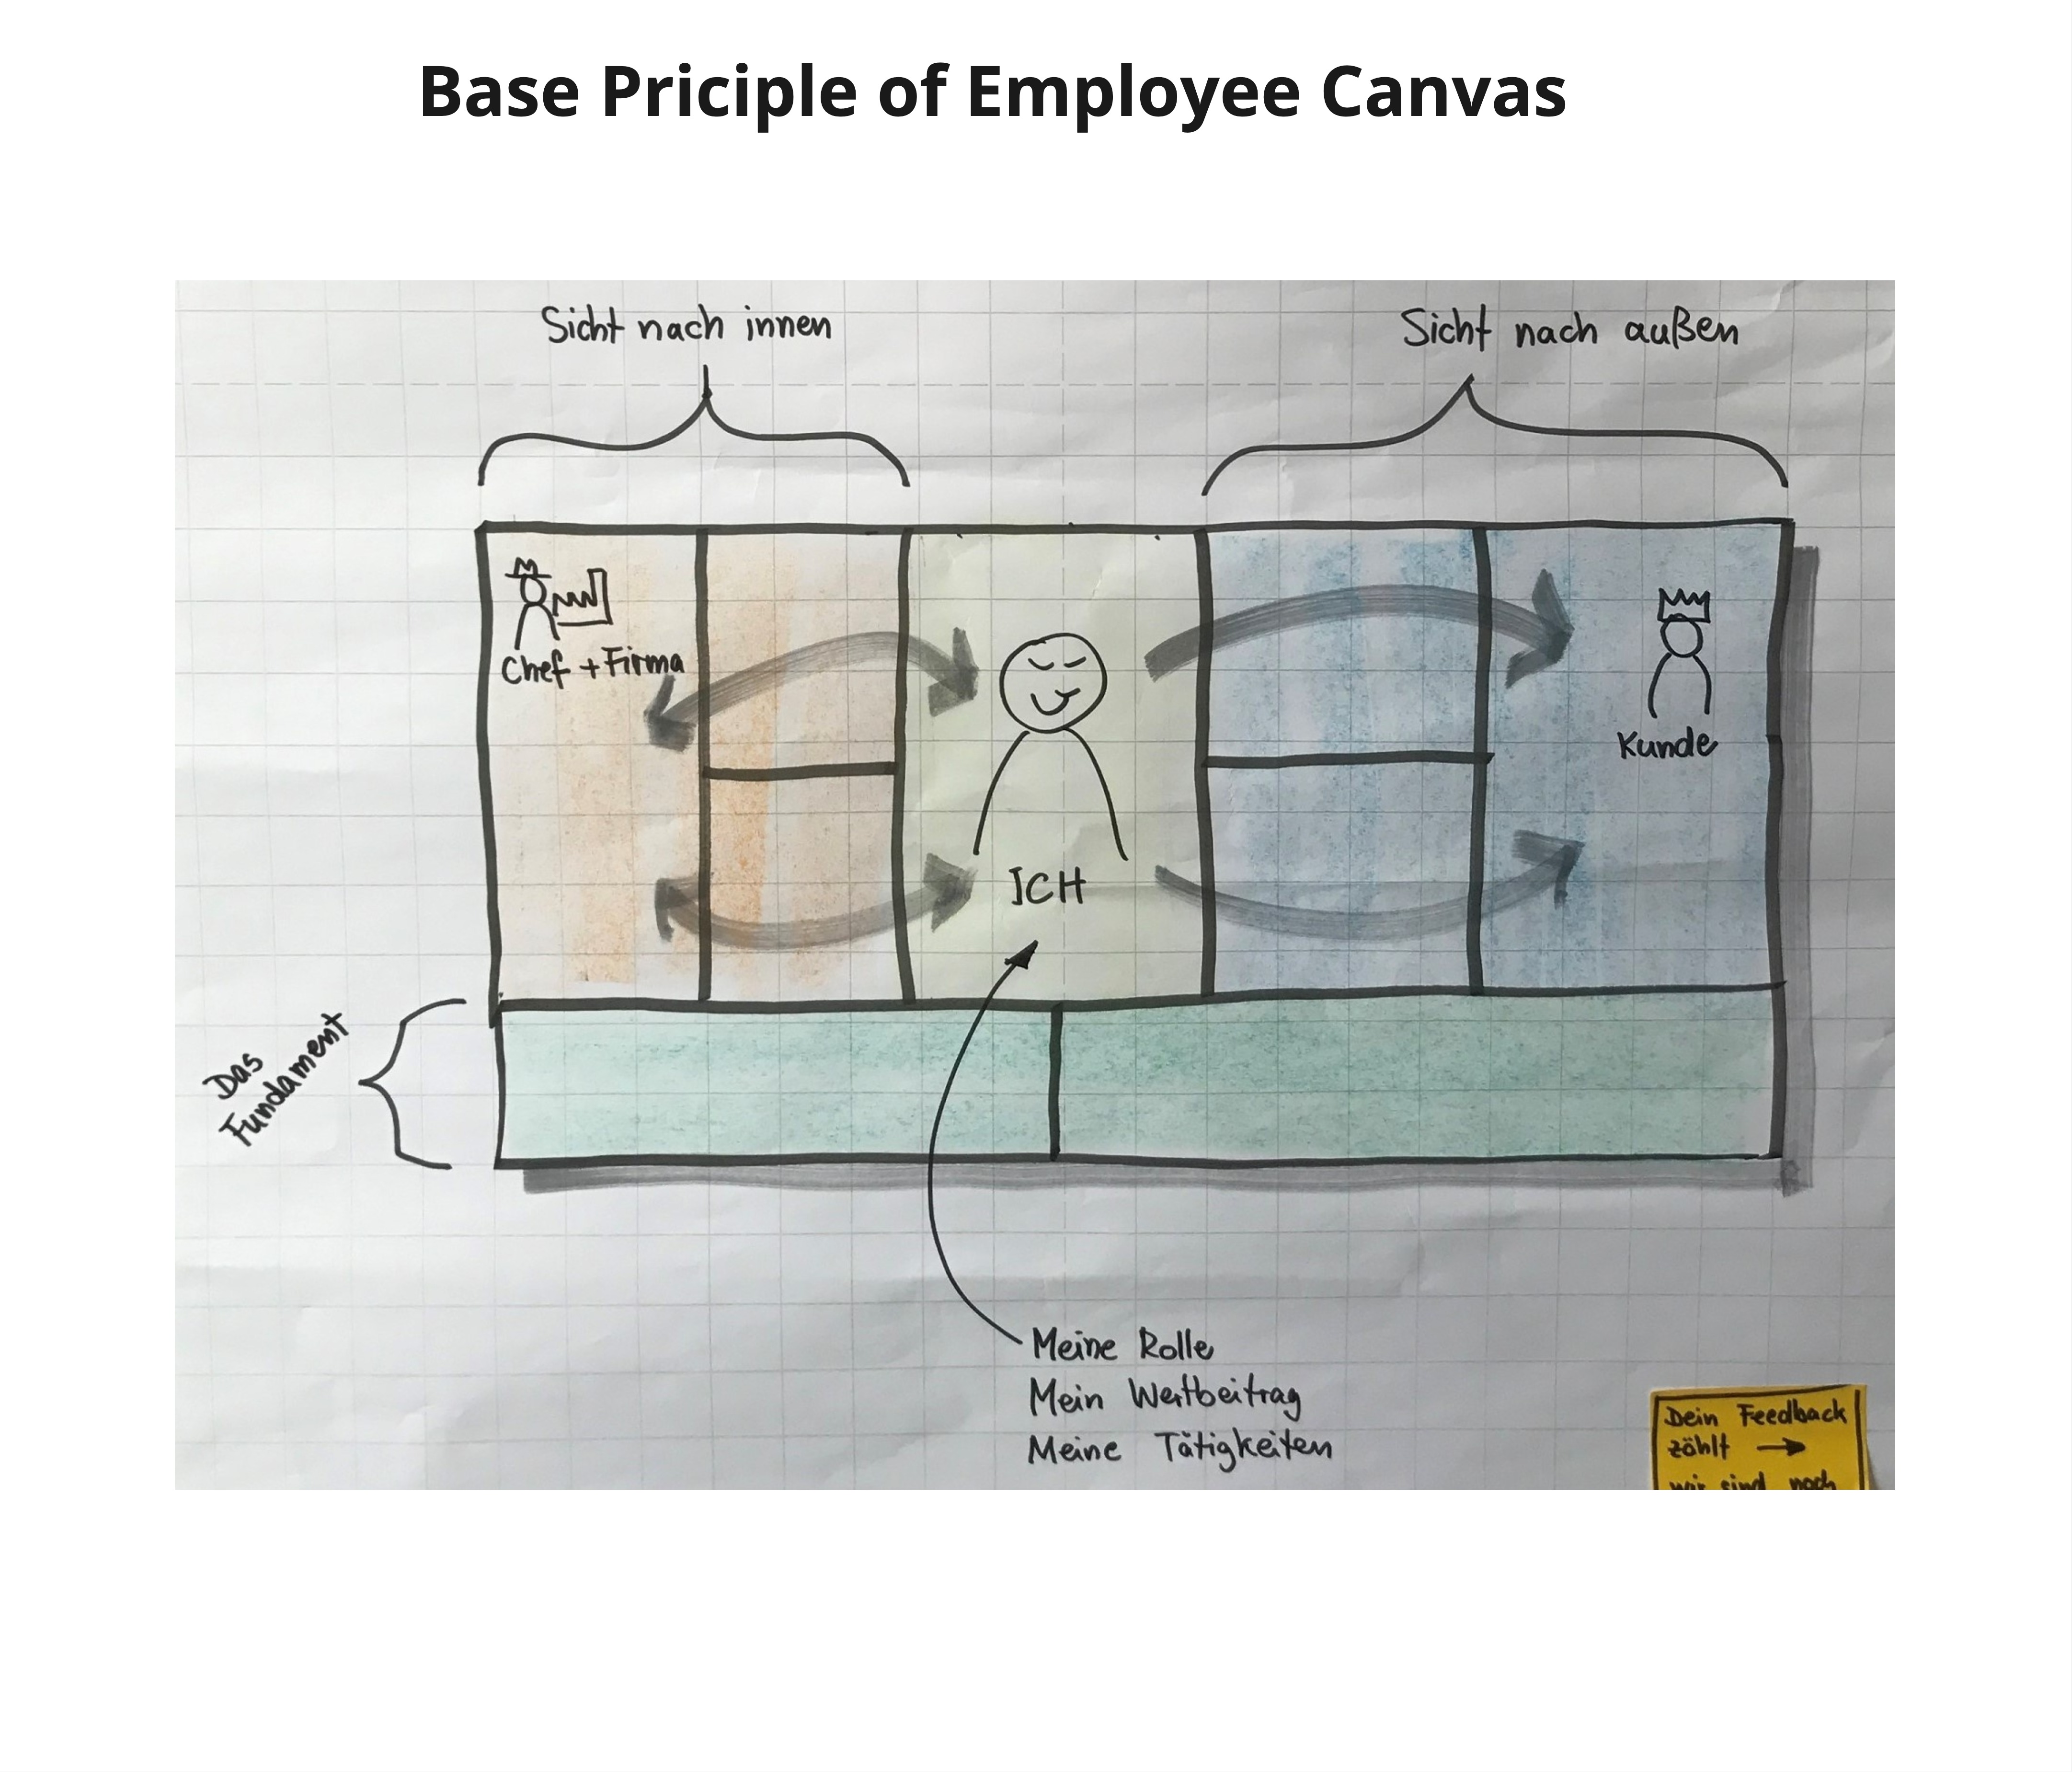 Base Priciple of Employee Canvas
Sicht nach innen
Sicht nach außen
Chef + Firma
Kunde
ICH
Das
Fundament
Meine Rolle
Mein Wertbeitrag
Meine Tätigkeiten
Dein Feedback
zählt →
wir sind noch